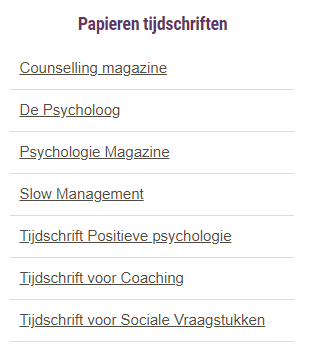 Papieren tijdschriften
Counselling magazine
De Psycholoog
Psychologie Magazine
Slow Management
Tijdschrift Positieve psychologie
Tijdschrift voor Coaching
Tijdschrift voor Sociale Vraagstukken